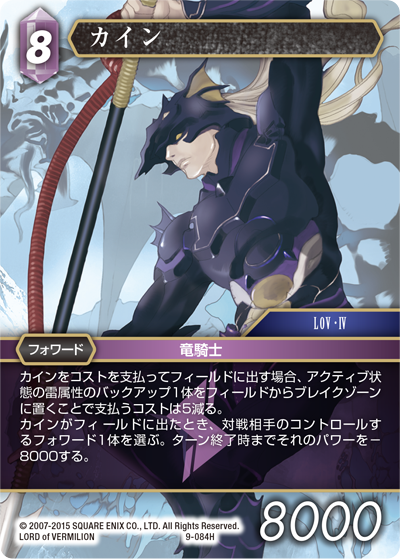 8
カイン
LOV・IV
フォワード
竜騎士
カインをコストを支払ってフィールドに出す場合、アクティブ状
態の雷属性のバックアップ1体をフィールドからブレイクゾーン
に置くことで支払うコストは5減る。
カインがフィールドに出たとき、対戦相手のコントロールす
るフォワード1体を選ぶ。ターン終了時までそれのパワーを－
8000する。
© 2007-2015 SQUARE ENIX CO., LTD. All Rights Reserved.
LORD of VERMILION
9-084H
8000